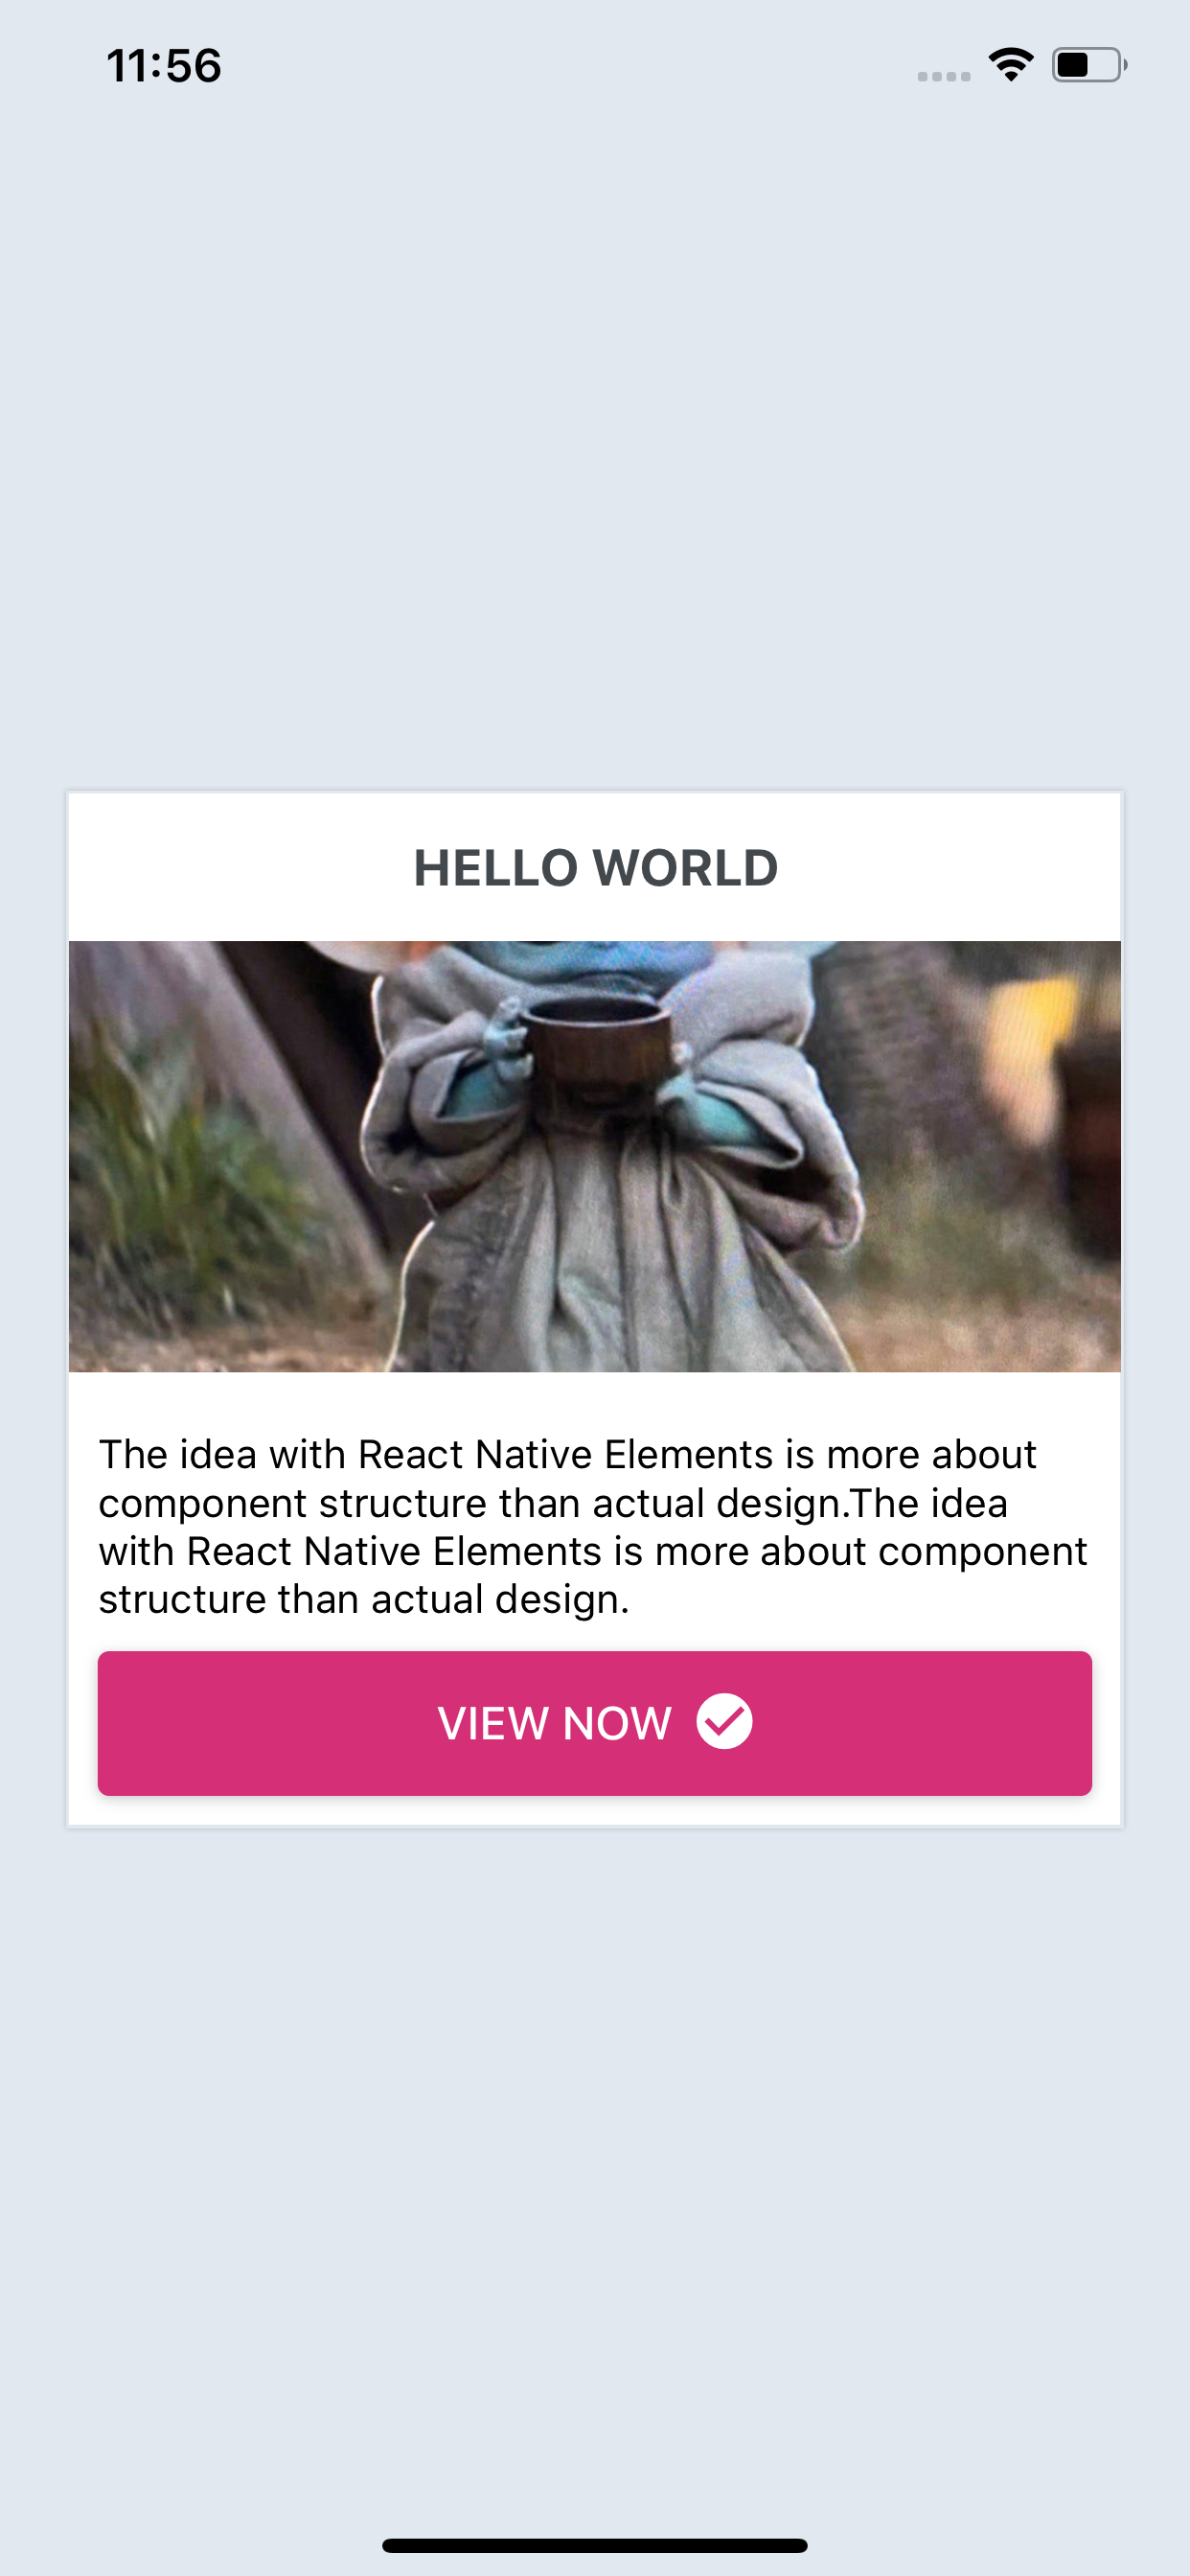 11:56
HELLO WORLD
The idea with React Native Elements is more about
component structure than actual design.The idea
with React Native Elements is more about component
structure than actual design.
VIEW NOW